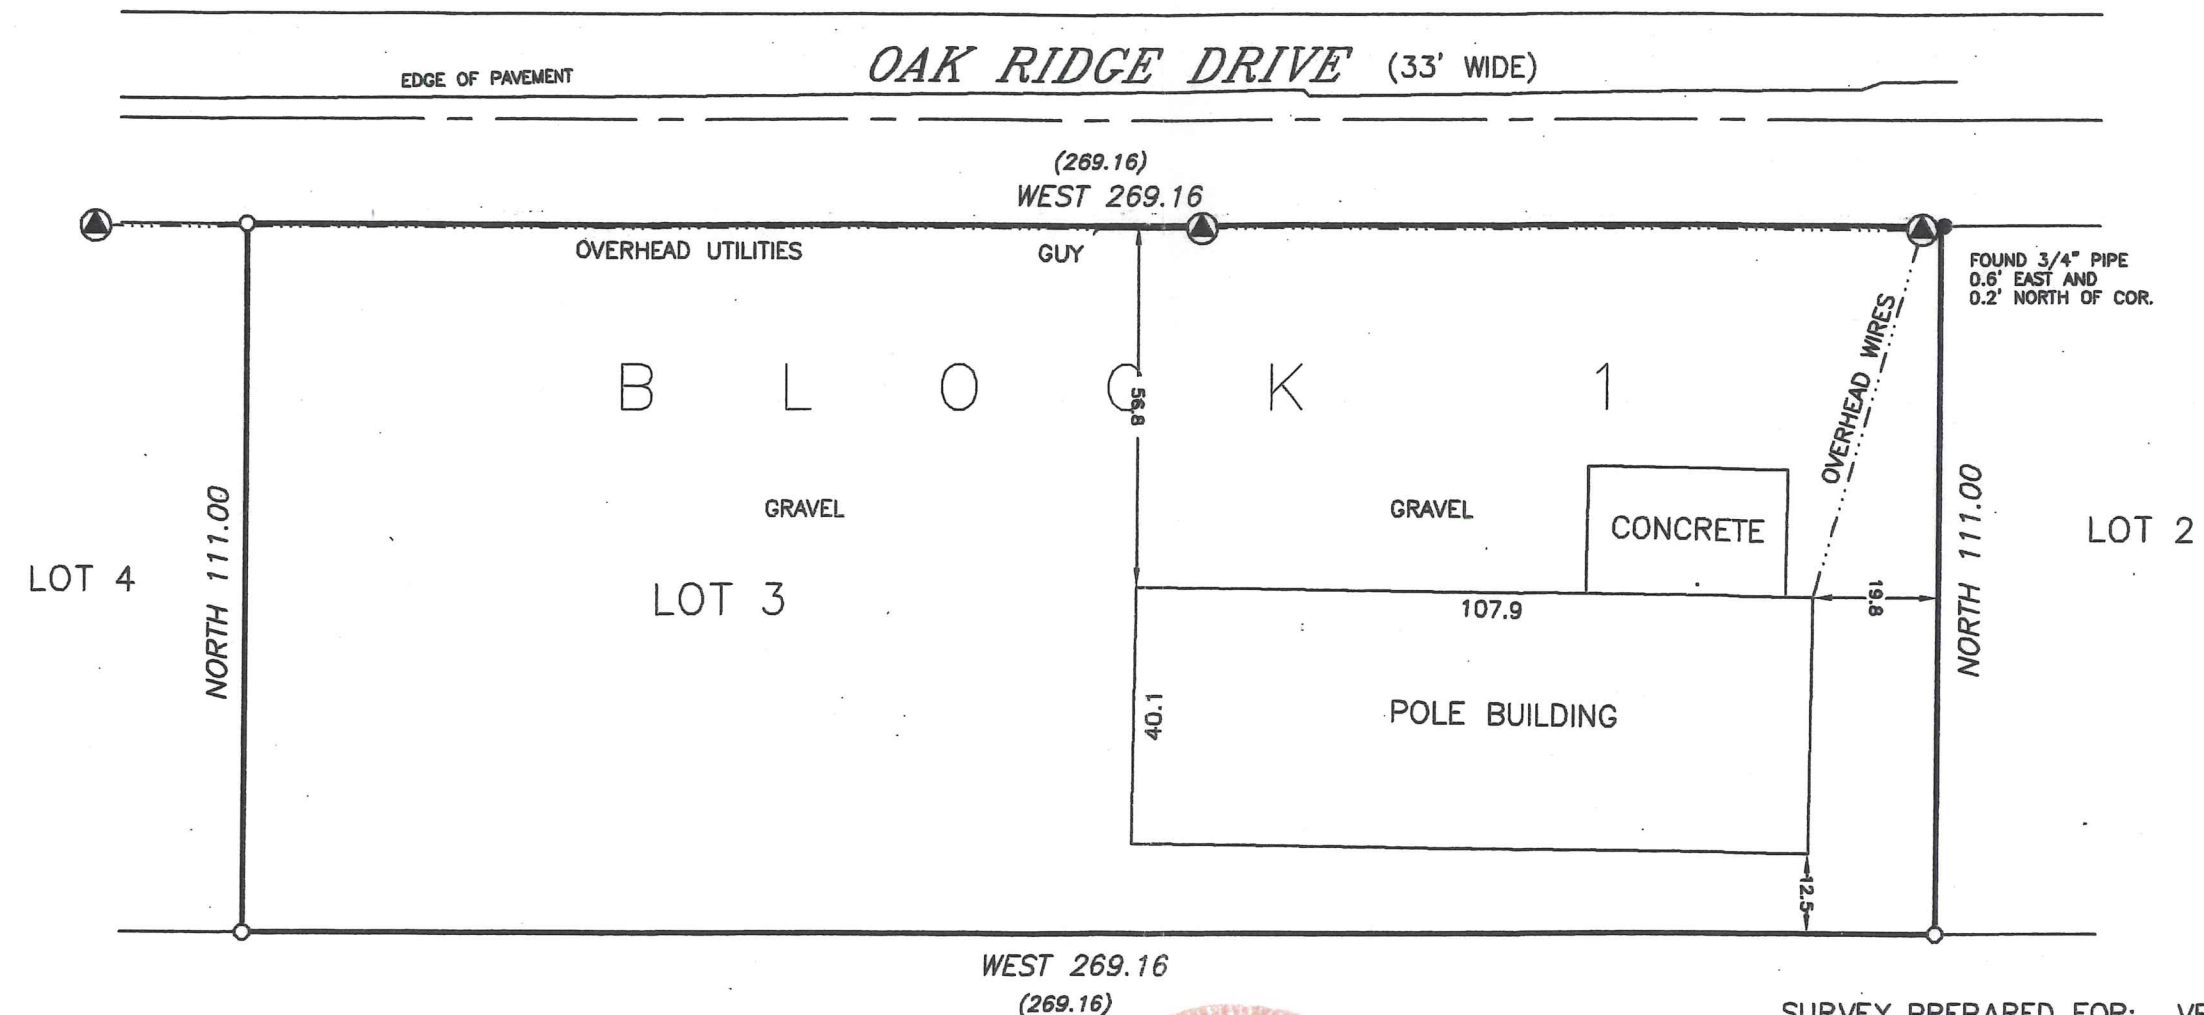 OAK RIDGE DRIVE (33' WIDE)
EDGE OF PAVEMENT
(269.16)
WEST 269.16
OVERHEAD UTILITIES
GUY
FOUND 3/4" PIPE
0.6' EAST AND
0.2' NORTH OF COR.
OVERHEAD WIRES
BLOCK 1
56.8
NORTH 111.00
GRAVEL
GRAVEL
CONCRETE
NORTH 111.00
LOT 2
LOT 4
LOT 3
107.9
19.8
40.1
POLE BUILDING
12.5
WEST 269.16
(269.16)
SURVEY PREPARED FOR: